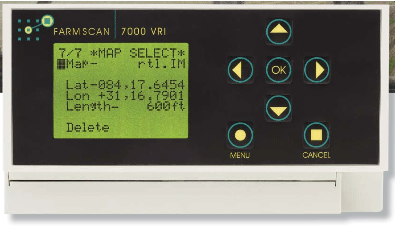 FARMSCAN 7000 VRI
7/7 *MAP SELECT*
Map- rtl.IM
Lat-084,17.6454
Lon +31,16.7901
Length- 600ft
Delete
OK
MENU CANCEL